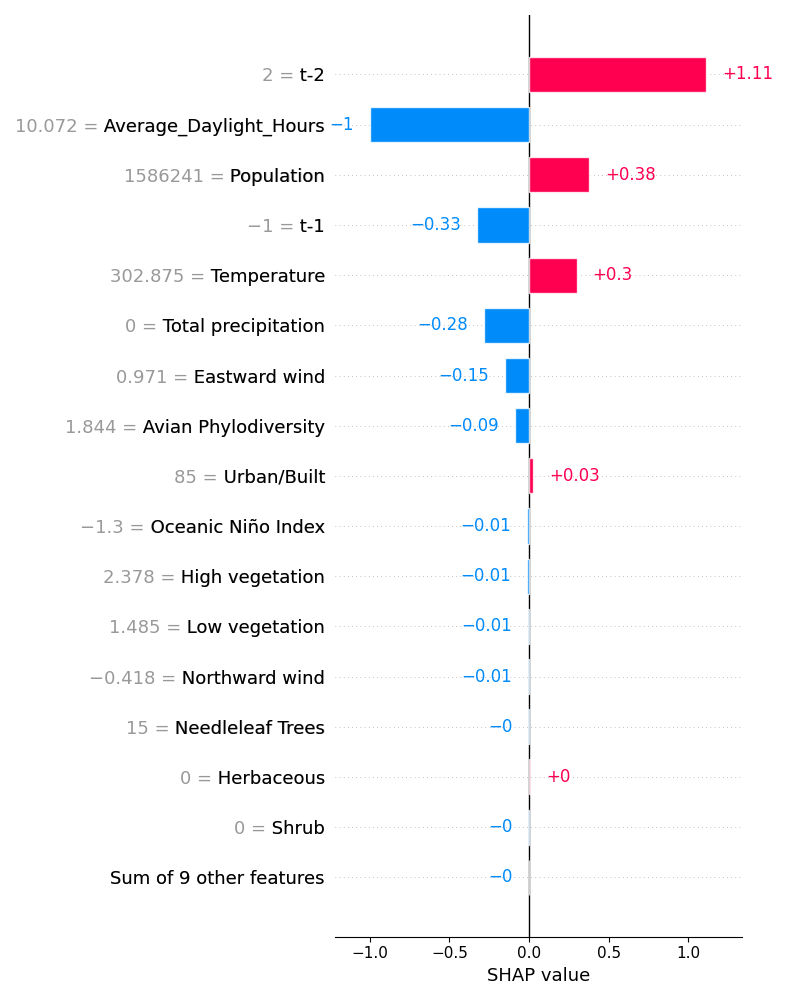 2 = t-2 +1.11
10.072 = Average_Daylight_Hours −1
1586241 = Population +0.38
−1 = t-1 −0.33
302.875 = Temperature +0.3
0 = Total precipitation −0.28
0.971 = Eastward wind −0.15
1.844 = Avian Phylodiversity −0.09
85 = Urban/Built +0.03
−1.3 = Oceanic Niño Index −0.01
2.378 = High vegetation −0.01
1.485 = Low vegetation −0.01
−0.418 = Northward wind −0.01
15 = Needleleaf Trees −0
0 = Herbaceous +0
0 = Shrub −0
Sum of 9 other features −0
−1.0 −0.5 0.0 0.5 1.0
SHAP value